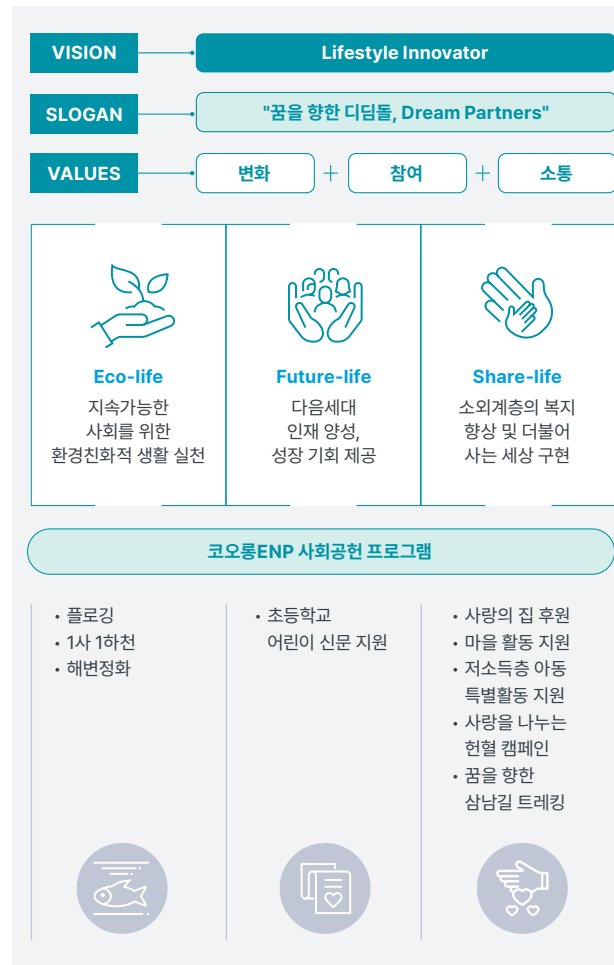 VISION
Lifestyle Innovator
SLOGAN
"꿈을 향한 디딤돌, Dream Partners"
VALUES
변화 + 참여 + 소통
Eco-life
지속가능한
사회를 위한
환경친화적 생활 실천
Future-life
다음세대
인재 양성,
성장 기회 제공
Share-life
소외계층의 복지
향상 및 더불어
사는 세상 구현
코오롱ENP 사회공헌 프로그램
• 플로깅
• 1사 1하천
• 해변정화
• 초등학교
어린이 신문 지원
• 사랑의 집 후원
• 마을 활동 지원
• 저소득층 아동
특별활동 지원
• 사랑을 나누는
헌혈 캠페인
• 꿈을 향한
삼남길 트레킹